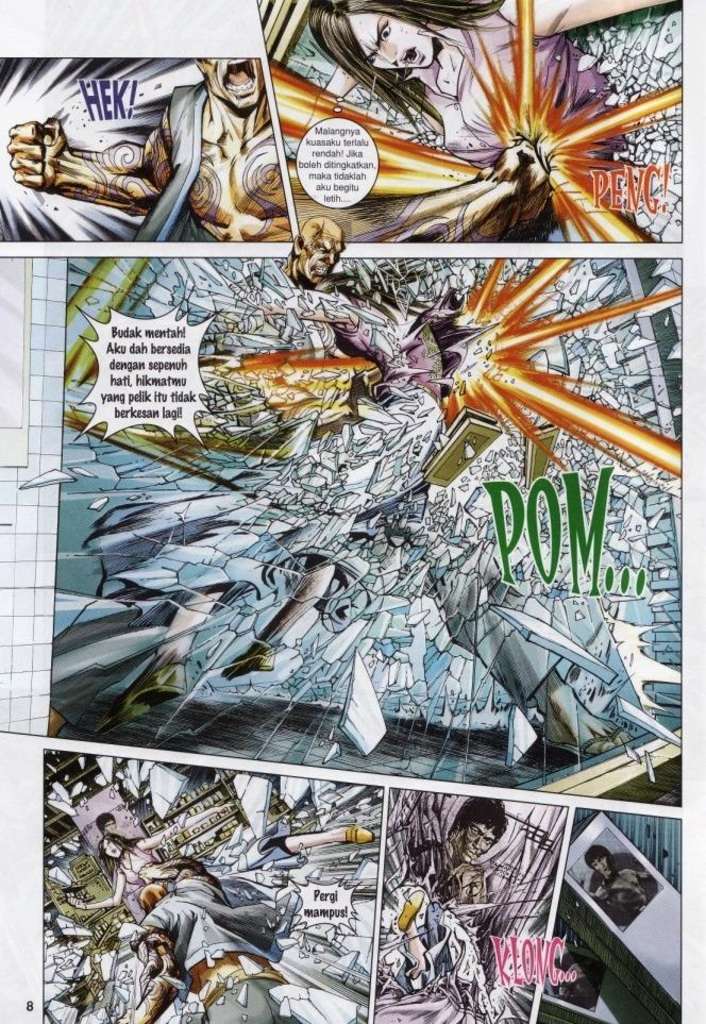 HEK!
Malangnya
kuasaku terlalu
rendah! Jika
boleh ditingkatkan,
maka tidaklah
aku begitu
letih....
PENG!
Budak mentah!
Aku dah bersedia
dengan sepenuh
hati, hikmatmu
yang pelik itu tidak
berkesan lagi!
POM...
Pergi
mampus!
KLONG...
8